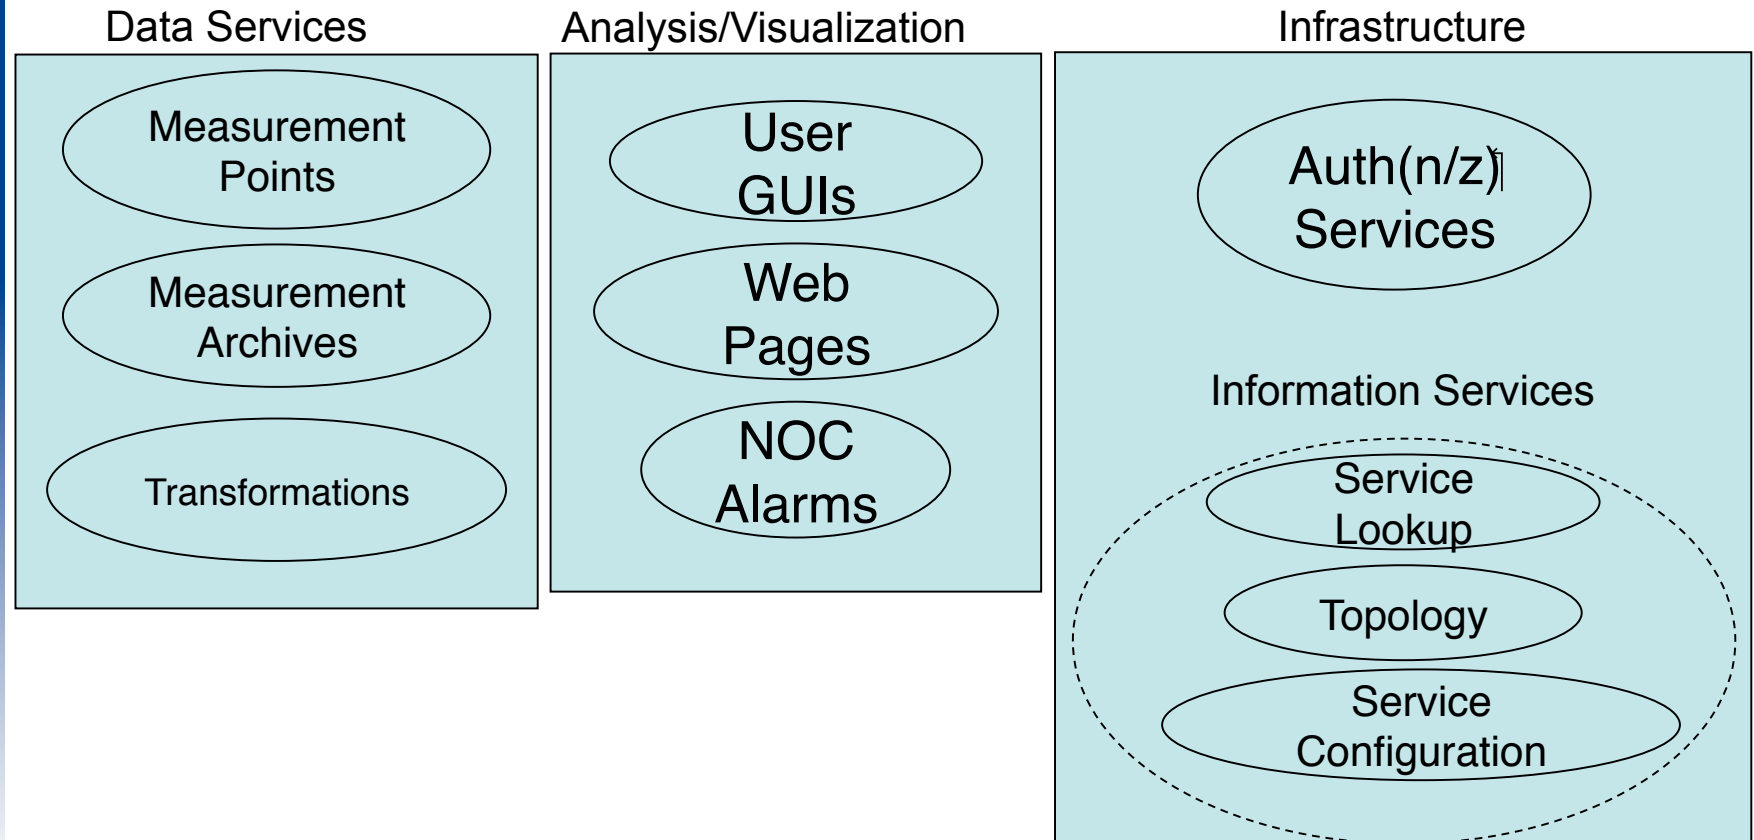 Data Services
Measurement
Points
Measurement
Archives
Transformations
Analysis/Visualization
User
GUIs
Web
Pages
NOC
Alarms
Infrastructure
Auth(n/z)
Services
Information Services
Service
Lookup
Topology
Service
Configuration